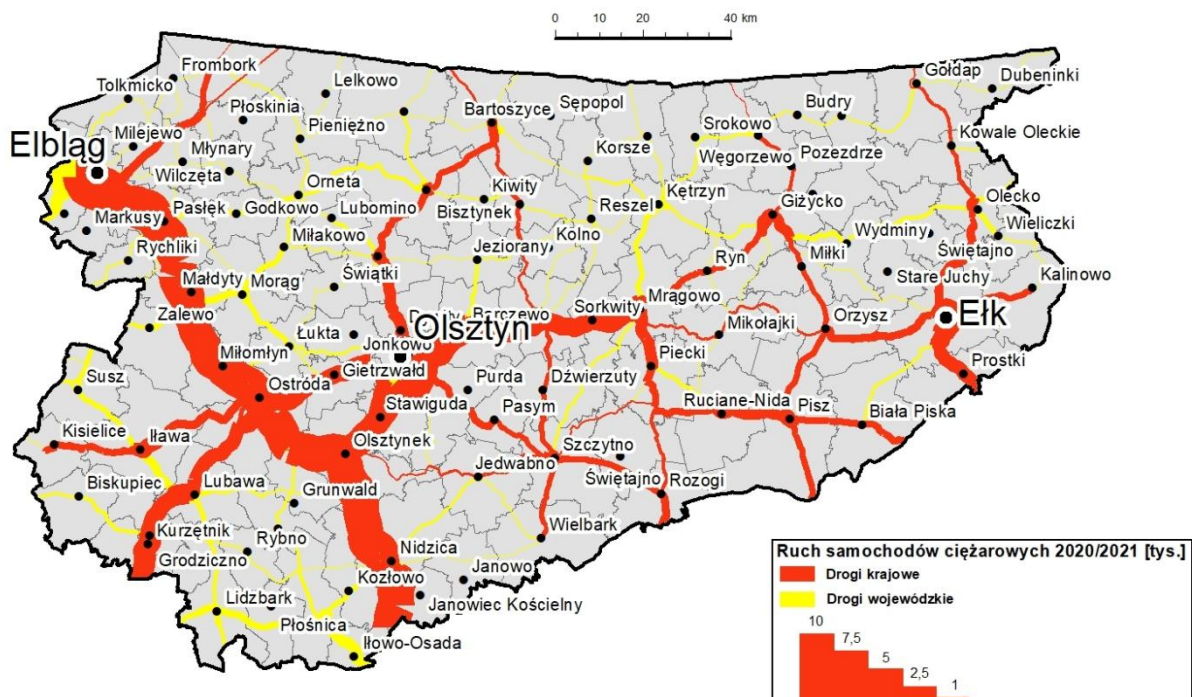 0 10 20 40 km
Frombork
Lelkowo
Gołdap
Dubeninki
Tolkmicko
Płoskinia
Bartoszyce
Sępopol
Budry
Elbląg
Milejewo
Pieniężno
Korsze
Srokowo
Kowale Oleckie
Młynary
Węgorzewo
Pozezdrze
Wilczęta
Orneta
Kiwity
Kętrzyn
Olecko
Markusy
Pasłęk
Godkowo
Lubomino
Bisztynek
Reszel
Giżycko
Wieliczki
Rychliki
Miłakowo
Jeziorany
Kolno
Wydminy
Świętajno
Świątki
Ryn
Miłki
Stare Juchy
Kalinowo
Małdyty
Morąg
Zalewo
Barczewo
Sorkwity
Mrągowo
Ełk
Łukta
Jonkowo
Olsztyn
Mikołajki
Orzysz
Miłomłyn
Gietrzwałd
Piecki
Prostki
Susz
Ostróda
Purda
Dźwierzuty
Stawiguda
Pasym
Ruciane-Nida
Pisz
Biała Piska
Kisielice
Iława
Olsztynek
Szczytno
Biskupiec
Lubawa
Grunwald
Jedwabno
Świętajno
Rozogi
Kurzętnik
Rybno
Wielbark
Grodziczno
Nidzica
Kozłowo
Janowo
Lidzbark
Janowiec Kościelny
Płośnica
Iłowo-Osada
Ruch samochodów ciężarowych 2020/2021 [tys.]
Drogi krajowe
Drogi wojewódzkie
10
7,5
5
2,5
1